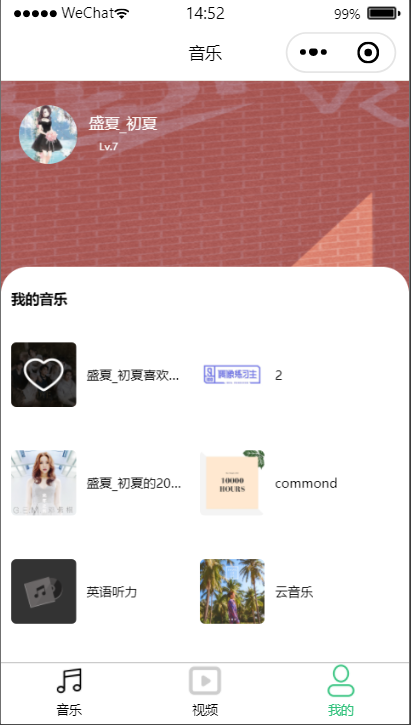 WeChat
14:52
99%
音乐
盛夏_初夏
Lv.7
我的音乐
盛夏_初夏喜欢...
2
盛夏_初夏的20...
10000
HOURS
commond
英语听力
云音乐
音乐
视频
我的